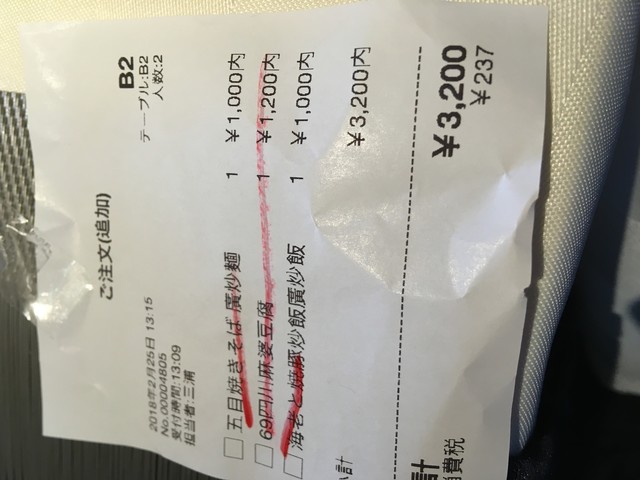 B2
テーブル:B2
人数:2
ご注文(追加)
2018年2月25日 13:15
No.00004805
受付時間:13:09
担当者:三浦
五目焼きそば 廣炒麺 1 ¥1,000内
69四川麻婆豆腐 1 ¥1,200内
海老と焼豚炒飯廣炒飯 1 ¥1,000内
小計 ¥3,200内
計 ¥3,200
消費税 ¥237